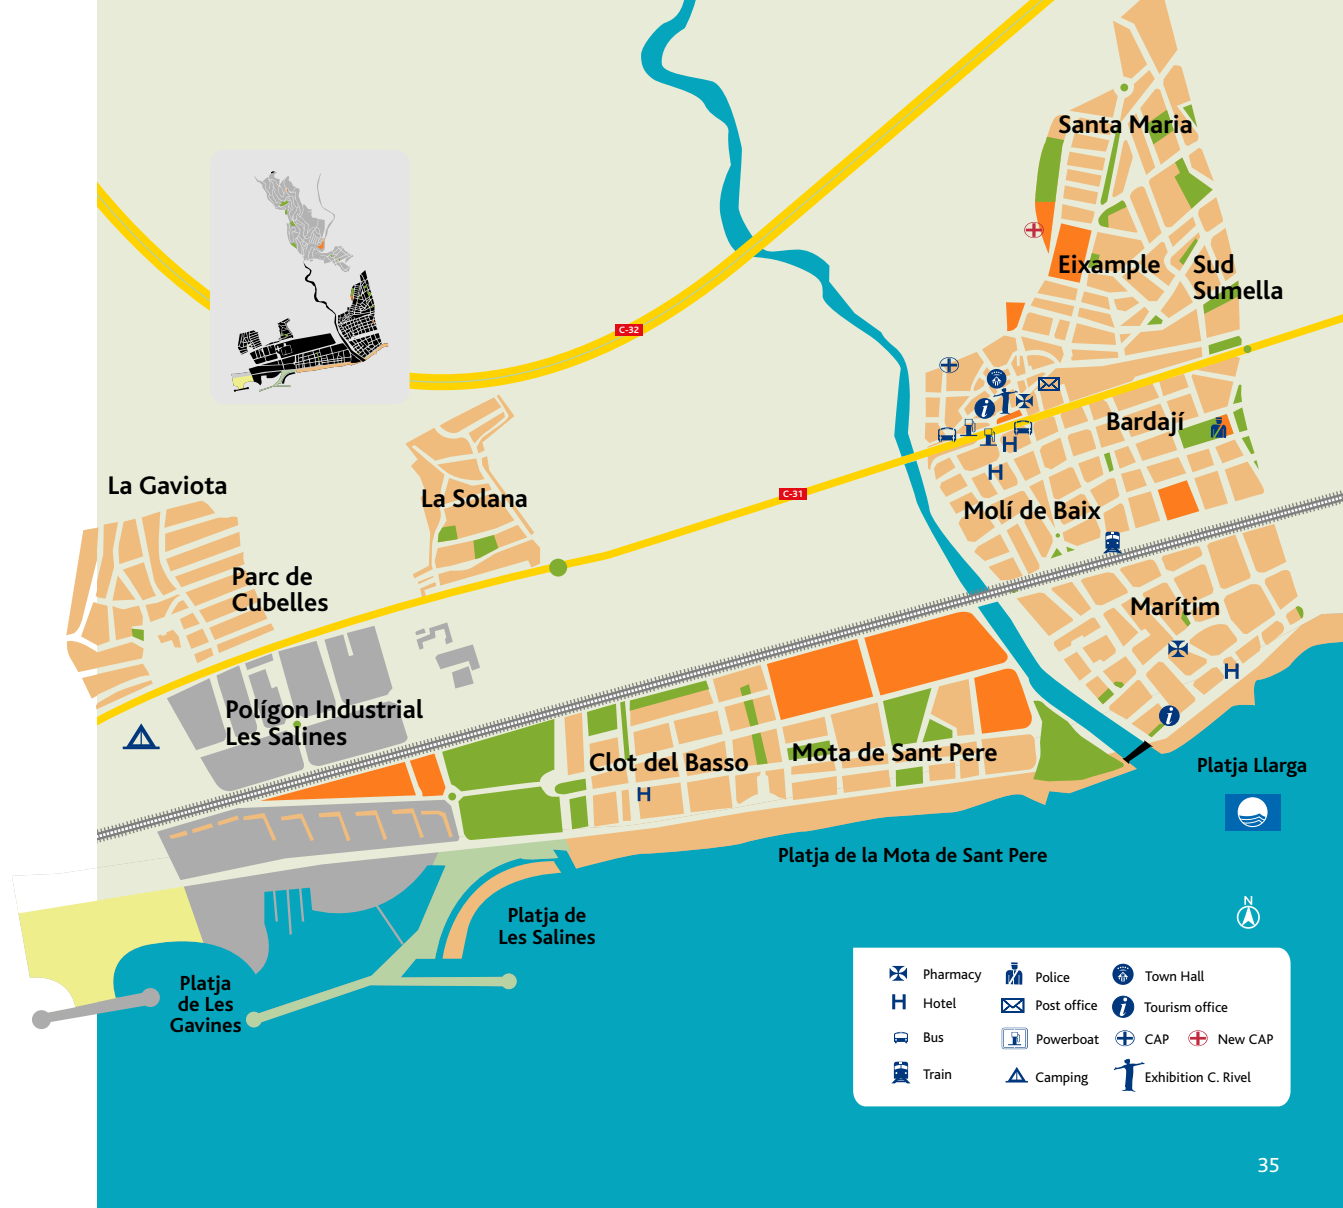 Santa Maria
Eixample
Sud
Sumella
C-32
Bardají
La Gaviota
La Solana
C-31
Molí de Baix
H
H
Parc de
Cubelles
Marítim
H
Polígon Industrial
Les Salines
Clot del Basso
Mota de Sant Pere
H
Platja Llarga
Platja de la Mota de Sant Pere
Platja de
Les Salines
N
Platja
de Les
Gavines
Pharmacy
Police
Town Hall
H
Hotel
Post office
Tourism office
Bus
Powerboat
CAP
New CAP
Train
Camping
Exhibition C. Rivel
35